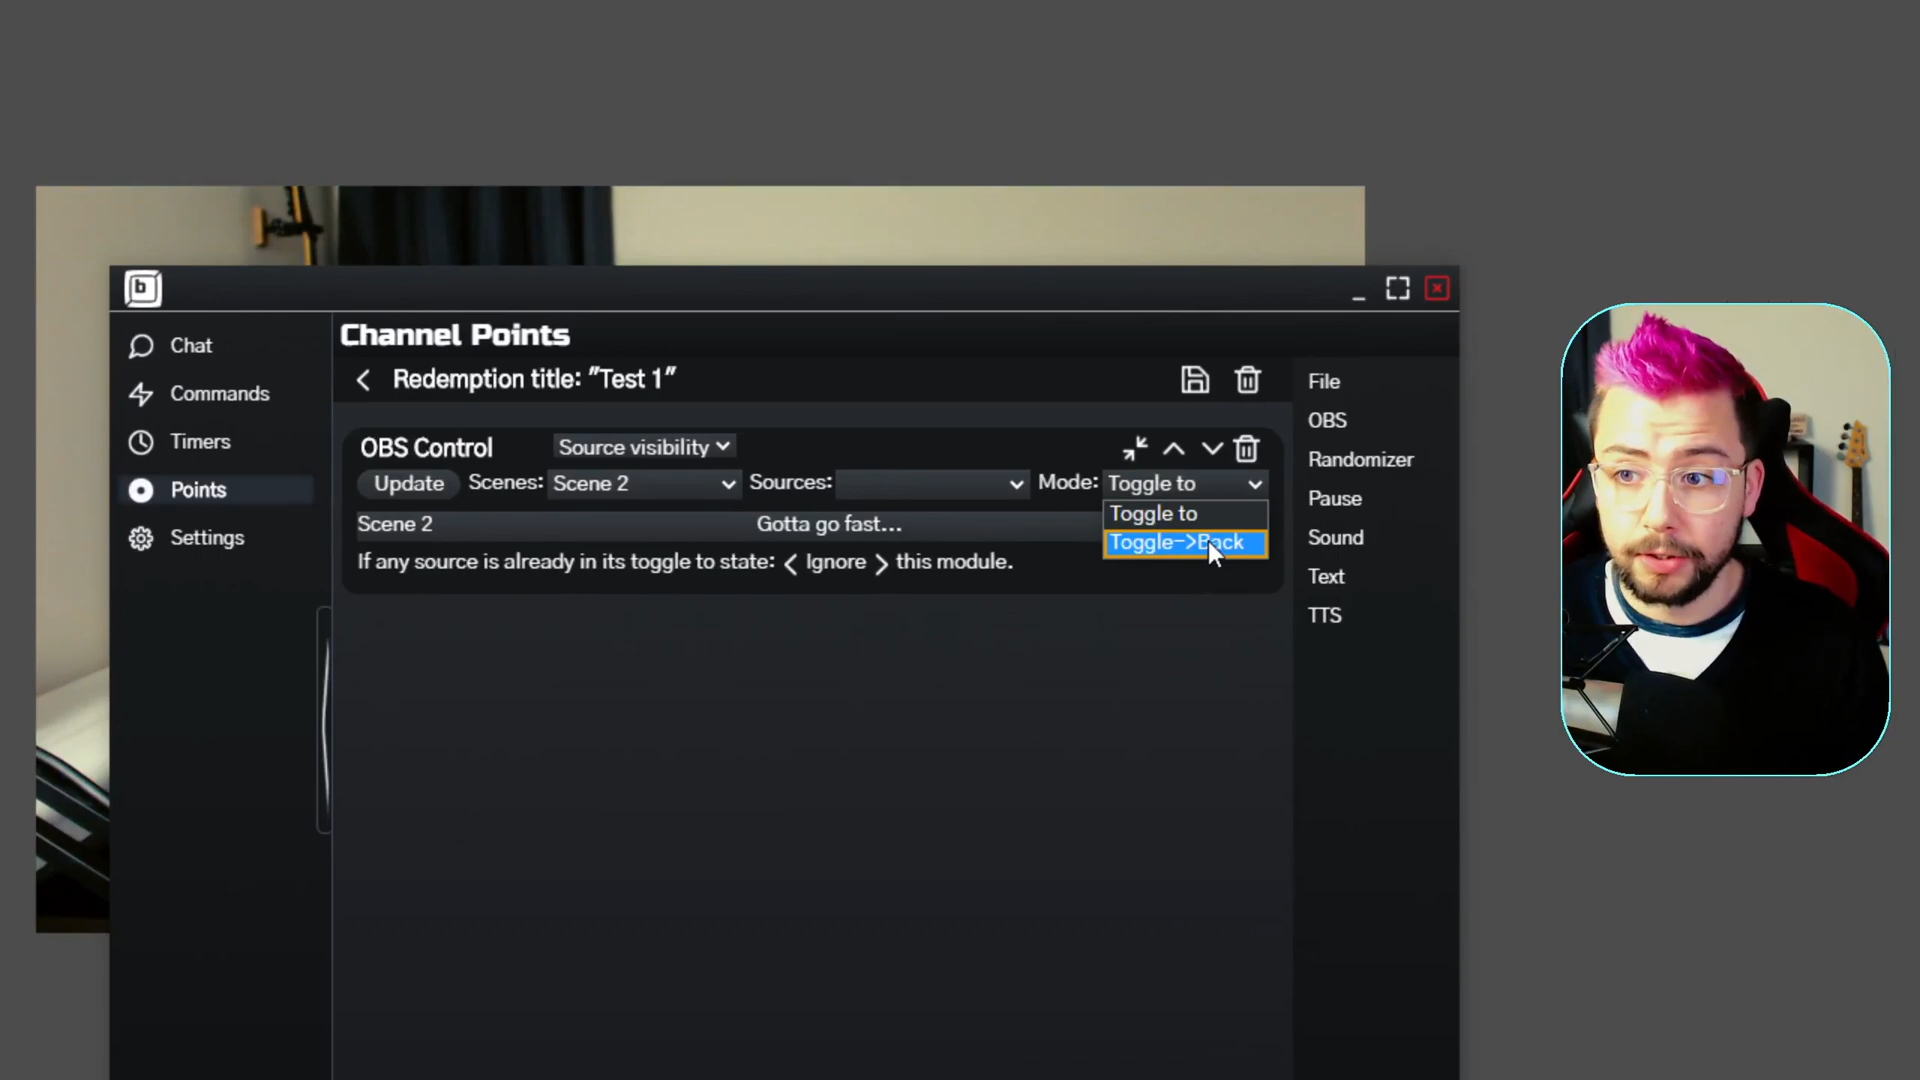 b
Channel Points
Chat
Commands
Timers
Points
Settings
Redemption title: "Test 1"
OBS Control Source visibility
Update Scenes: Scene 2 Sources: Mode: Toggle to
Scene 2 Gotta go fast...
Toggle to
Toggle->Back
If any source is already in its toggle to state: < Ignore > this module.
File
OBS
Randomizer
Pause
Sound
Text
TTS